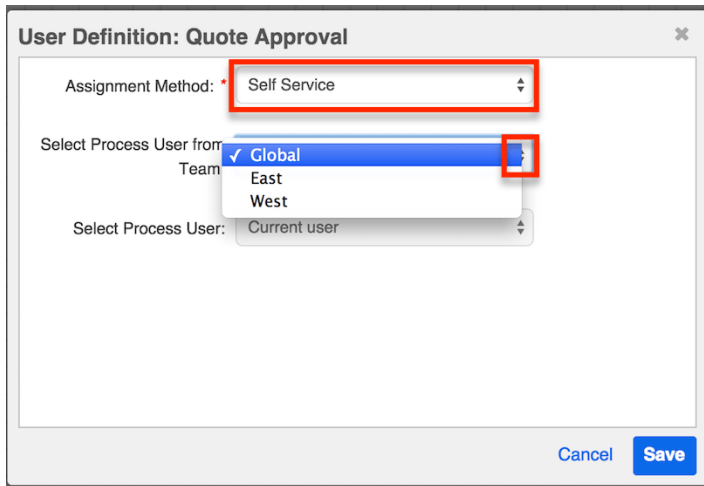 User Definition: Quote Approval
Assignment Method: * Self Service
Select Process User from
Team
✓ Global
East
West
Select Process User: Current user
Cancel Save